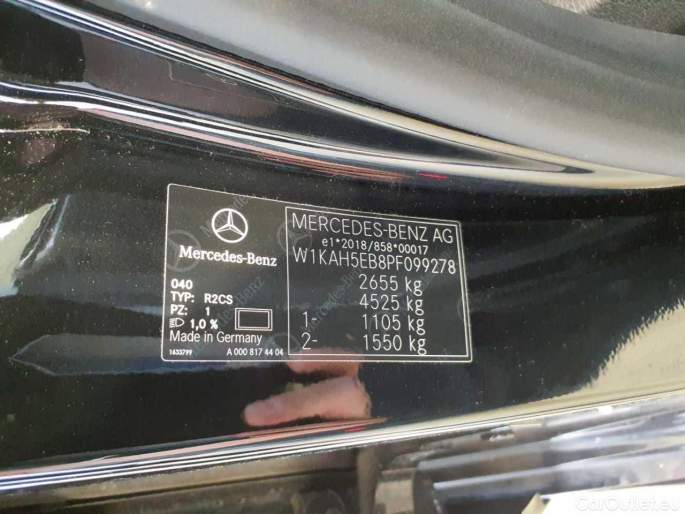 Mercedes-Benz
040
TYP: R2CS
PZ: 1
1,0 %
Made in Germany
1633799 A 000 817 44 04
MERCEDES-BENZ AG
e1*2018/858*00017
W1KAH5EB8PF099278
2655 kg
4525 kg
1- 1105 kg
2- 1550 kg
CarOutlet.eu